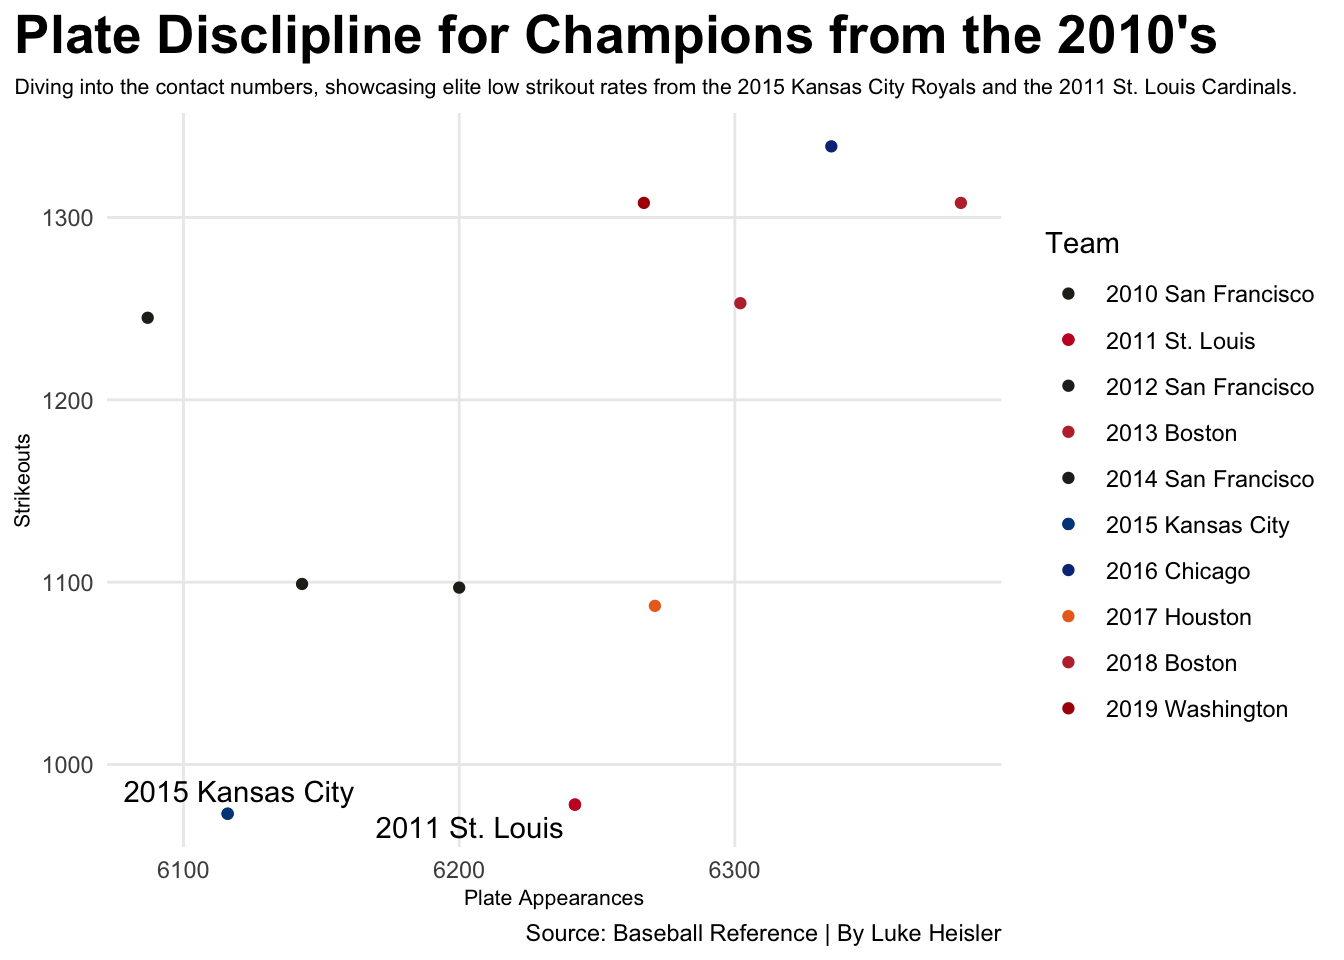 Plate Disclipline for Champions from the 2010's
Diving into the contact numbers, showcasing elite low strikout rates from the 2015 Kansas City Royals and the 2011 St. Louis Cardinals.
1300
1200
1100
1000
Strikeouts
2015 Kansas City
2011 St. Louis
6100
6200
6300
Plate Appearances
Team
2010 San Francisco
2011 St. Louis
2012 San Francisco
2013 Boston
2014 San Francisco
2015 Kansas City
2016 Chicago
2017 Houston
2018 Boston
2019 Washington
Source: Baseball Reference | By Luke Heisler